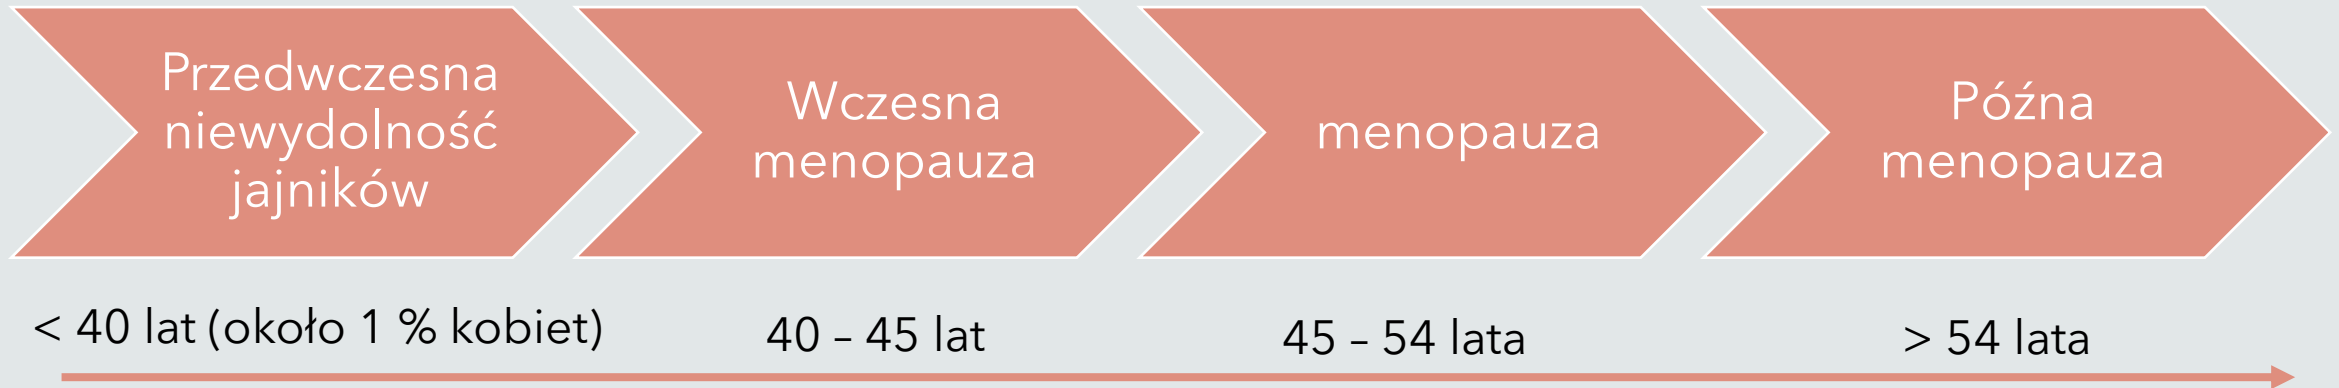 Przedwczesna
niewydolność
jajników
Wczesna
menopauza
menopauza
Późna
menopauza
< 40 lat (około 1 % kobiet)
40 – 45 lat
45 – 54 lata
> 54 lata